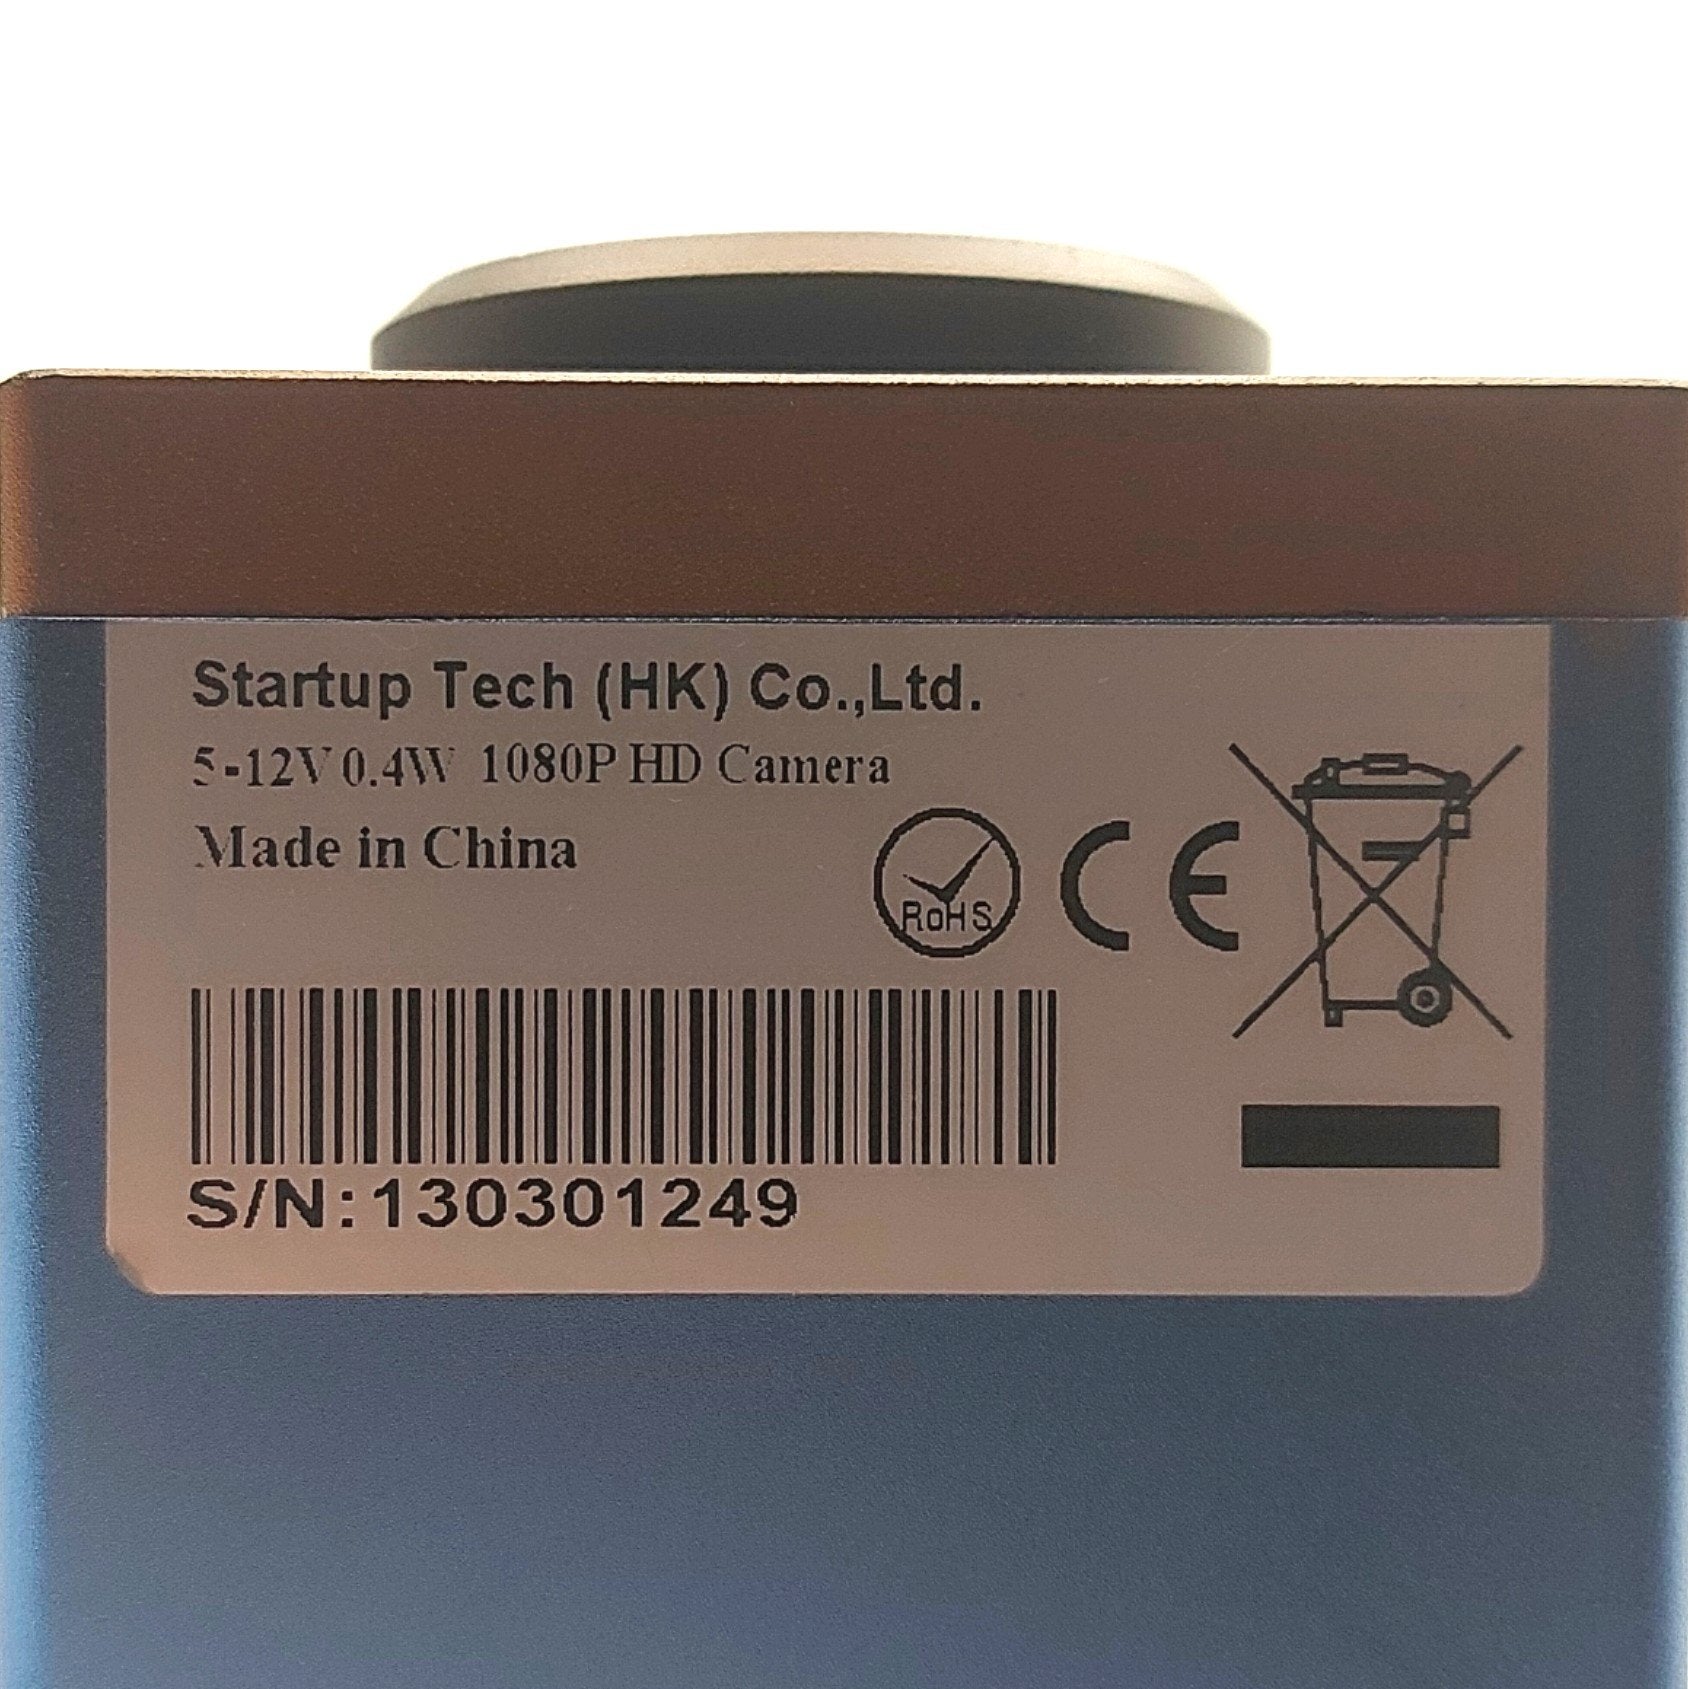 Startup Tech (HK) Co.,Ltd.
5-12V 0.4W 1080P HD Camera
Made in China
RoHS CE
S/N:130301249